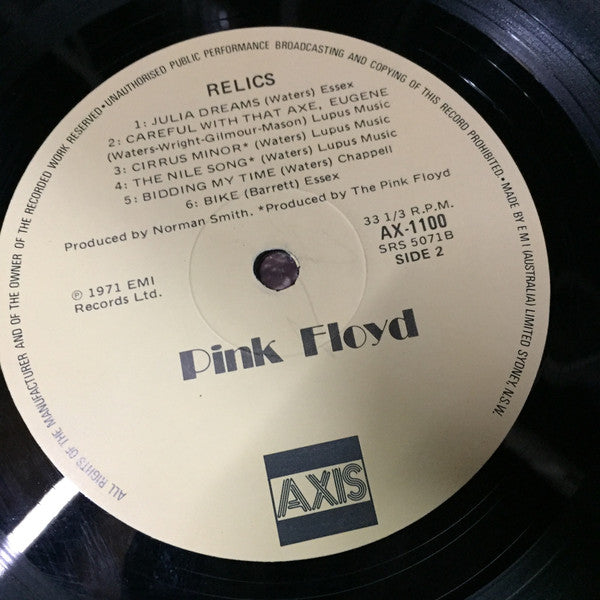 ALL RIGHTS OF THE MANUFACTURER AND OF THE OWNER OF THE RECORDED WORK RESERVED•UNAUTHORISED PUBLIC PERFORMANCE BROADCASTING AND COPYING OF THIS RECORD PROHIBITED.•MADE BY E M I (AUSTRALIA) LIMITED SYDNEY, N.S.W.
RELICS
1: JULIA DREAMS (Waters) Essex
2: CAREFUL WITH THAT AXE, EUGENE
(Waters-Wright-Gilmour-Mason) Lupus Music
3: CIRRUS MINOR* (Waters) Lupus Music
4: THE NILE SONG* (Waters) Lupus Music
5: BIDDING MY TIME (Waters) Chappell
6: BIKE (Barrett) Essex
Produced by Norman Smith. *Produced by The Pink Floyd
33 1/3 R.P.M.
AX-1100
SRS 5071B
SIDE 2
℗ 1971 EMI
Records Ltd.
Pink Floyd
AXIS